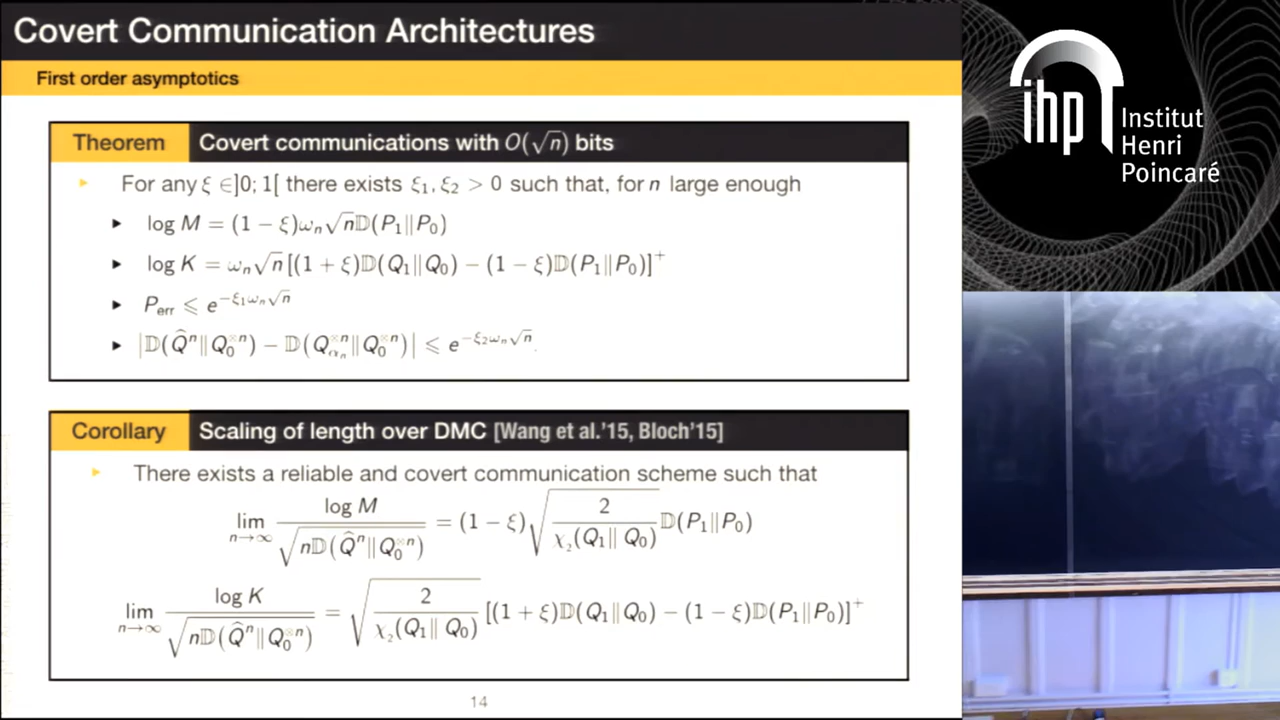 Covert Communication Architectures
First order asymptotics
Theorem Covert communications with O(√n) bits
For any ξ ∈]0; 1[ there exists ξ₁, ξ₂ > 0 such that, for n large enough
log M = (1 − ξ)ωₙ√n𝔻(P₁‖P₀)
log K = ωₙ√n[(1 + ξ)𝔻(Q₁‖Q₀) − (1 − ξ)𝔻(P₁‖P₀)]⁺
P_err ⩽ e^{−ξ₁ωₙ√n}
|𝔻(Q̂ⁿ‖Q₀^{⊗n}) − 𝔻(Q_{αₙ}^{⊗n}‖Q₀^{⊗n})| ⩽ e^{−ξ₂ωₙ√n}.
Corollary Scaling of length over DMC [Wang et al.'15, Bloch'15]
There exists a reliable and covert communication scheme such that
lim_{n→∞} log M / √(n𝔻(Q̂ⁿ‖Q₀^{⊗n})) = (1 − ξ)√(2 / χ₂(Q₁‖Q₀)) 𝔻(P₁‖P₀)
lim_{n→∞} log K / √(n𝔻(Q̂ⁿ‖Q₀^{⊗n})) = √(2 / χ₂(Q₁‖Q₀)) [(1 + ξ)𝔻(Q₁‖Q₀) − (1 − ξ)𝔻(P₁‖P₀)]⁺
14
ihp
Institut
Henri
Poincaré